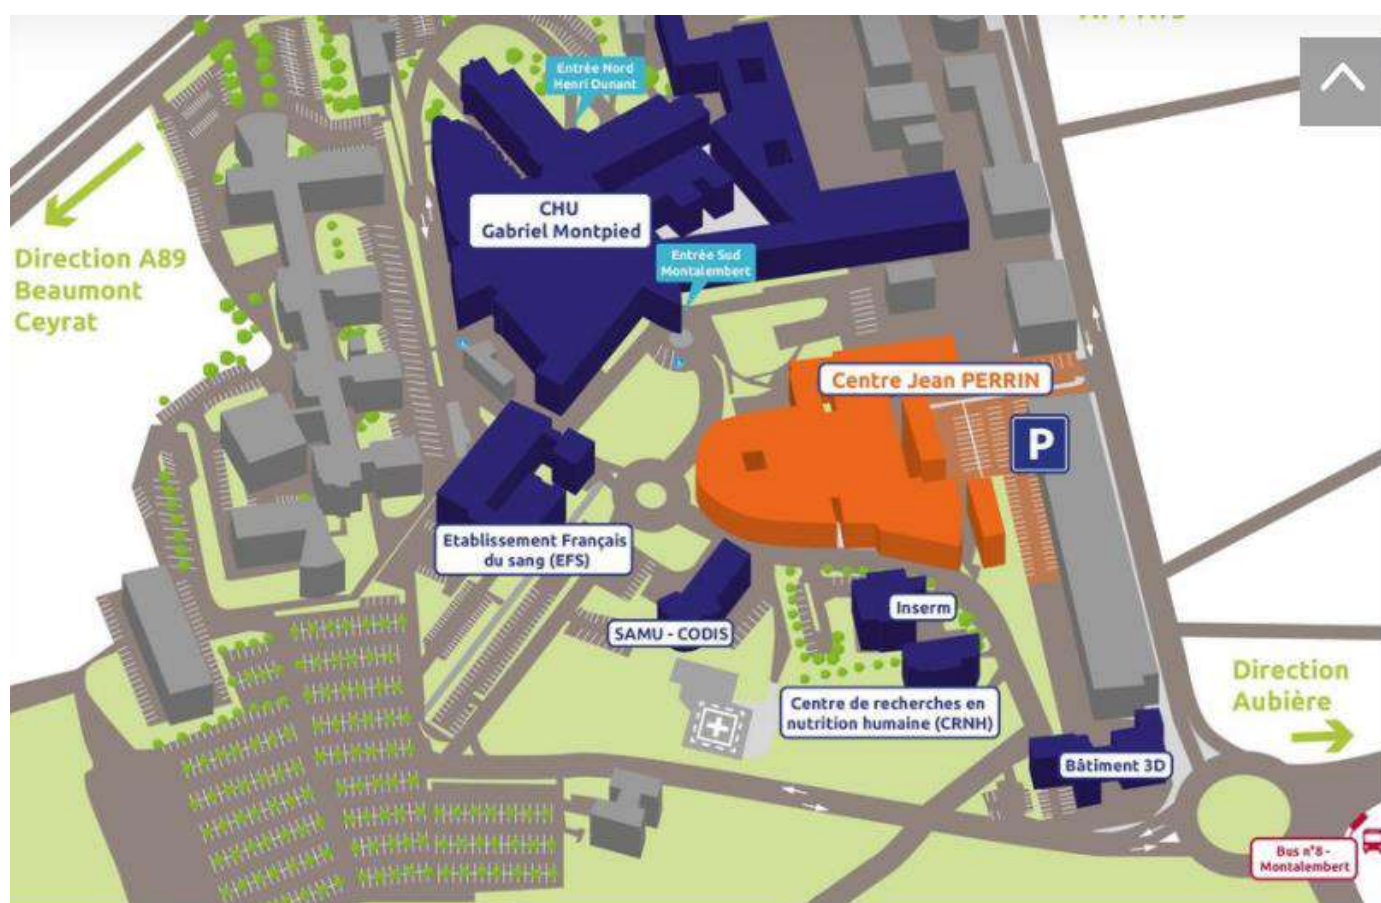 Entrée Nord
Henri Dunant
CHU
Gabriel Montpied
Entrée Sud
Montalembert
Direction A89
Beaumont
Ceyrat
Centre Jean PERRIN
P
Etablissement Français
du sang (EFS)
Inserm
SAMU - CODIS
Centre de recherches en
nutrition humaine (CRNH)
Direction
Aubière
Bâtiment 3D
Bus n°8 -
Montalembert